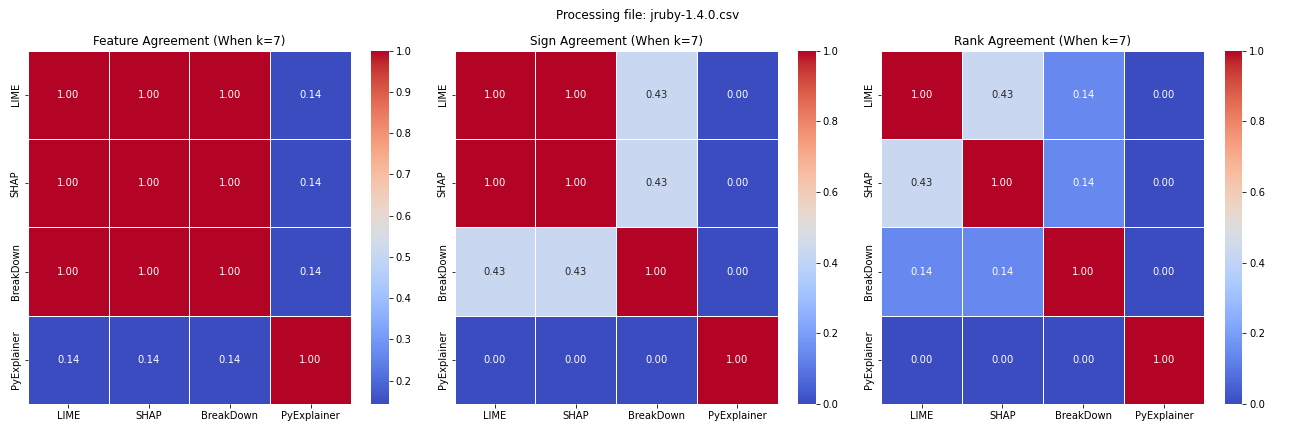 Processing file: jruby-1.4.0.csv
Feature Agreement (When k=7)
Sign Agreement (When k=7)
Rank Agreement (When k=7)
LIME
1.00 1.00 1.00 0.14
SHAP
1.00 1.00 1.00 0.14
BreakDown
1.00 1.00 1.00 0.14
PyExplainer
0.14 0.14 0.14 1.00
LIME SHAP BreakDown PyExplainer
1.0
0.9
0.8
0.7
0.6
0.5
0.4
0.3
0.2
LIME
1.00 1.00 0.43 0.00
SHAP
1.00 1.00 0.43 0.00
BreakDown
0.43 0.43 1.00 0.00
PyExplainer
0.00 0.00 0.00 1.00
LIME SHAP BreakDown PyExplainer
1.0
0.8
0.6
0.4
0.2
0.0
LIME
1.00 0.43 0.14 0.00
SHAP
0.43 1.00 0.14 0.00
BreakDown
0.14 0.14 1.00 0.00
PyExplainer
0.00 0.00 0.00 1.00
LIME SHAP BreakDown PyExplainer
1.0
0.8
0.6
0.4
0.2
0.0